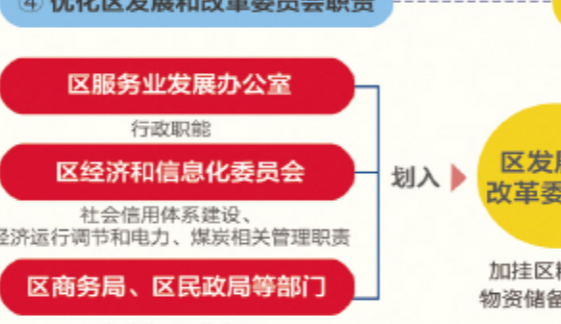 ④ 优化区发展和改革委员会职责
区服务业发展办公室
行政职能
区经济和信息化委员会
划入
区发展
改革委
社会信用体系建设、
经济运行调节和电力、煤炭相关管理职责
区商务局、区民政局等部门
加挂区
物资储备